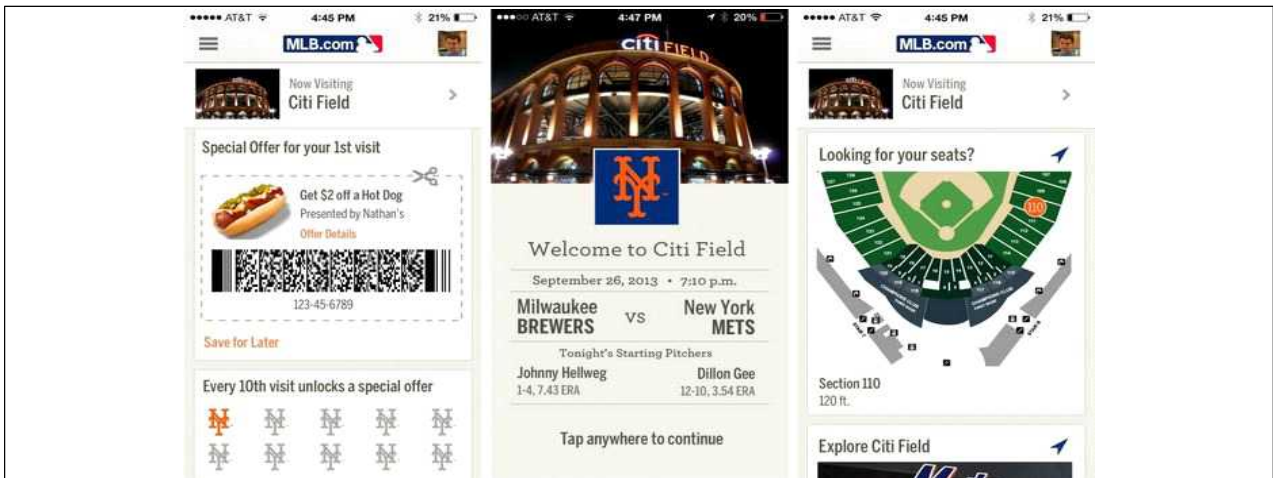 AT&T 4:45 PM 21%
MLB.com
Now Visiting
Citi Field
Special Offer for your 1st visit
Get $2 off a Hot Dog
Presented by Nathan's
Offer Details
123-45-6789
Save for Later
Every 10th visit unlocks a special offer
AT&T 4:47 PM 20%
citi FIELD
NY
Welcome to Citi Field
September 26, 2013 • 7:10 p.m.
Milwaukee BREWERS VS New York METS
Tonight's Starting Pitchers
Johnny Hellweg Dillon Gee
1-4, 7.43 ERA 12-10, 3.54 ERA
Tap anywhere to continue
AT&T 4:45 PM 21%
MLB.com
Now Visiting
Citi Field
Looking for your seats?
110
Section 110
120 ft.
Explore Citi Field
Mets